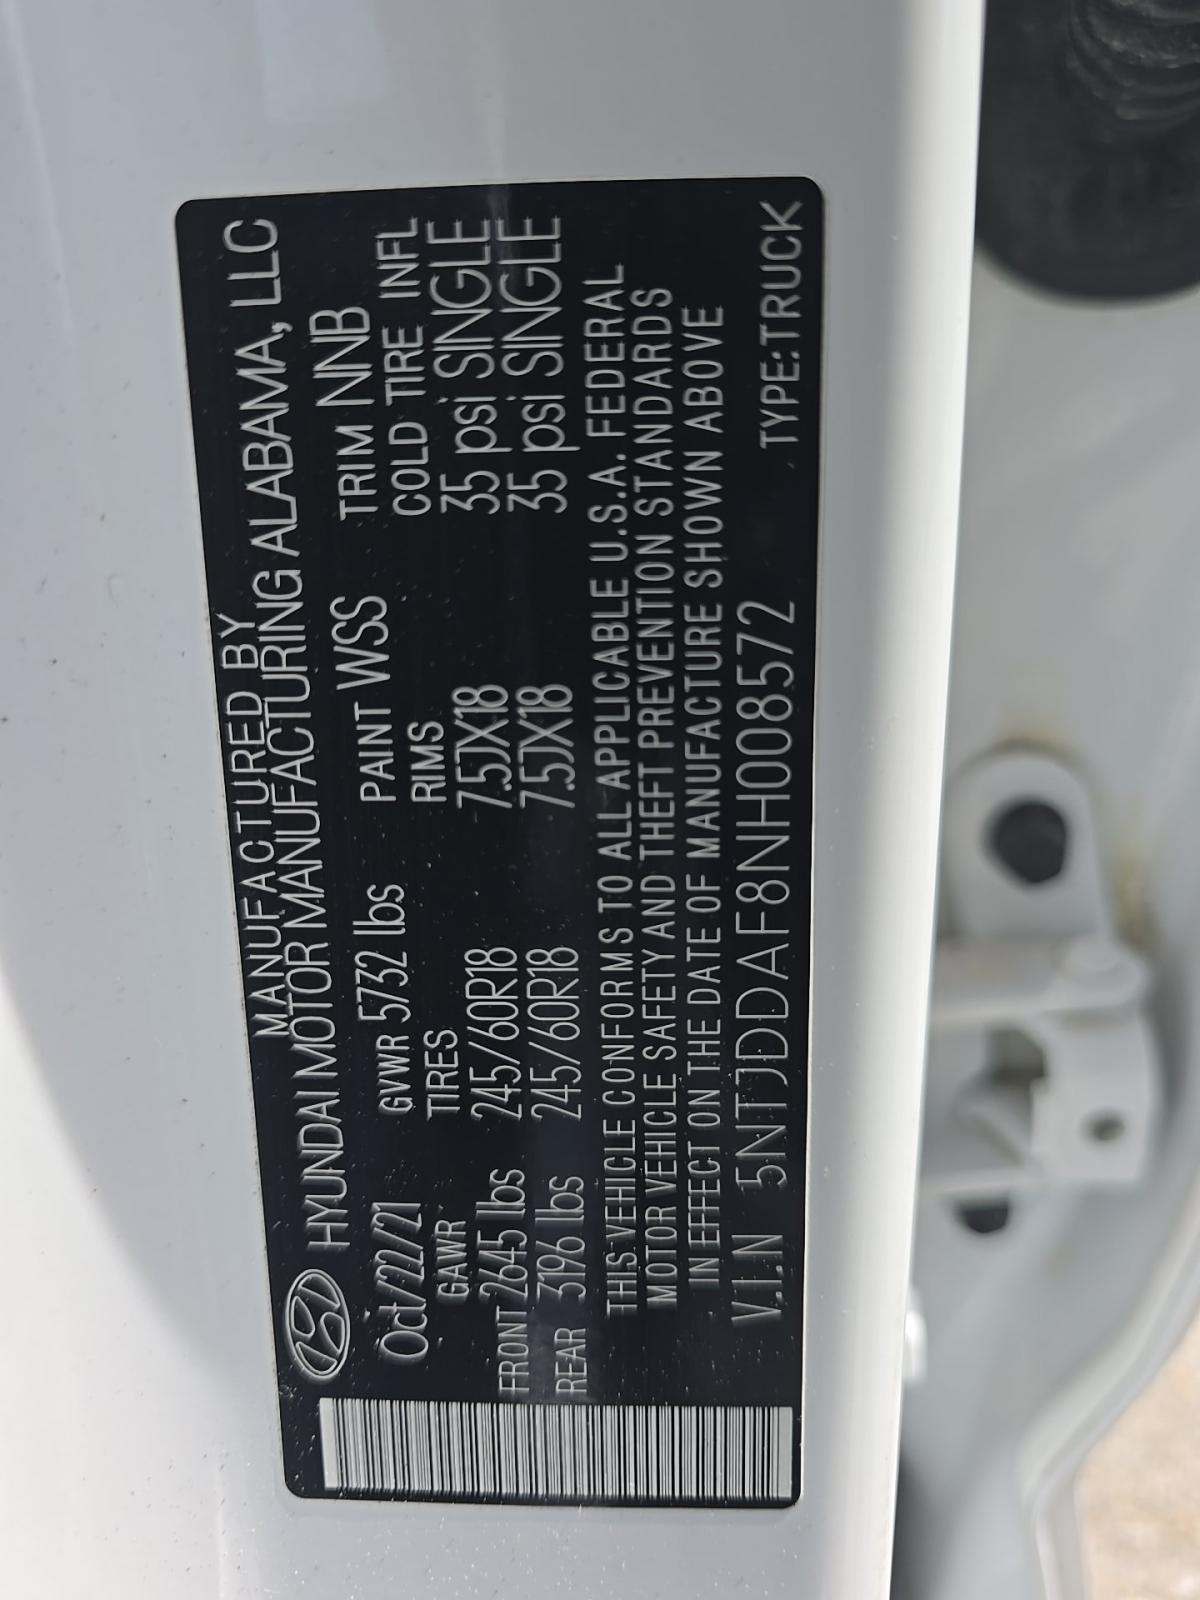 MANUFACTURED BY
HYUNDAI MOTOR MANUFACTURING ALABAMA, LLC
Oct/22/21 GVWR 5732 lbs PAINT WSS TRIM NNB
GAWR TIRES RIMS COLD TIRE INFL
FRONT 2645 lbs 245/60R18 7.5JX18 35 psi SINGLE
REAR 3196 lbs 245/60R18 7.5JX18 35 psi SINGLE
THIS VEHICLE CONFORMS TO ALL APPLICABLE U.S.A. FEDERAL
MOTOR VEHICLE SAFETY AND THEFT PREVENTION STANDARDS
IN EFFECT ON THE DATE OF MANUFACTURE SHOWN ABOVE
V.I.N 5NTJDDAF8NH008572 TYPE:TRUCK